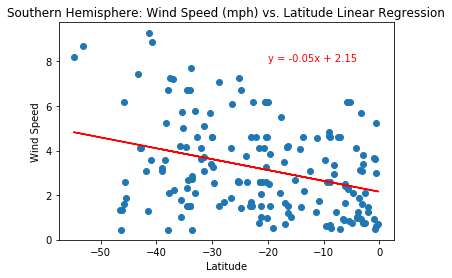 Southern Hemisphere: Wind Speed (mph) vs. Latitude Linear Regression
y = -0.05x + 2.15
8
6
4
2
0
Wind Speed
−50
−40
−30
−20
−10
0
Latitude